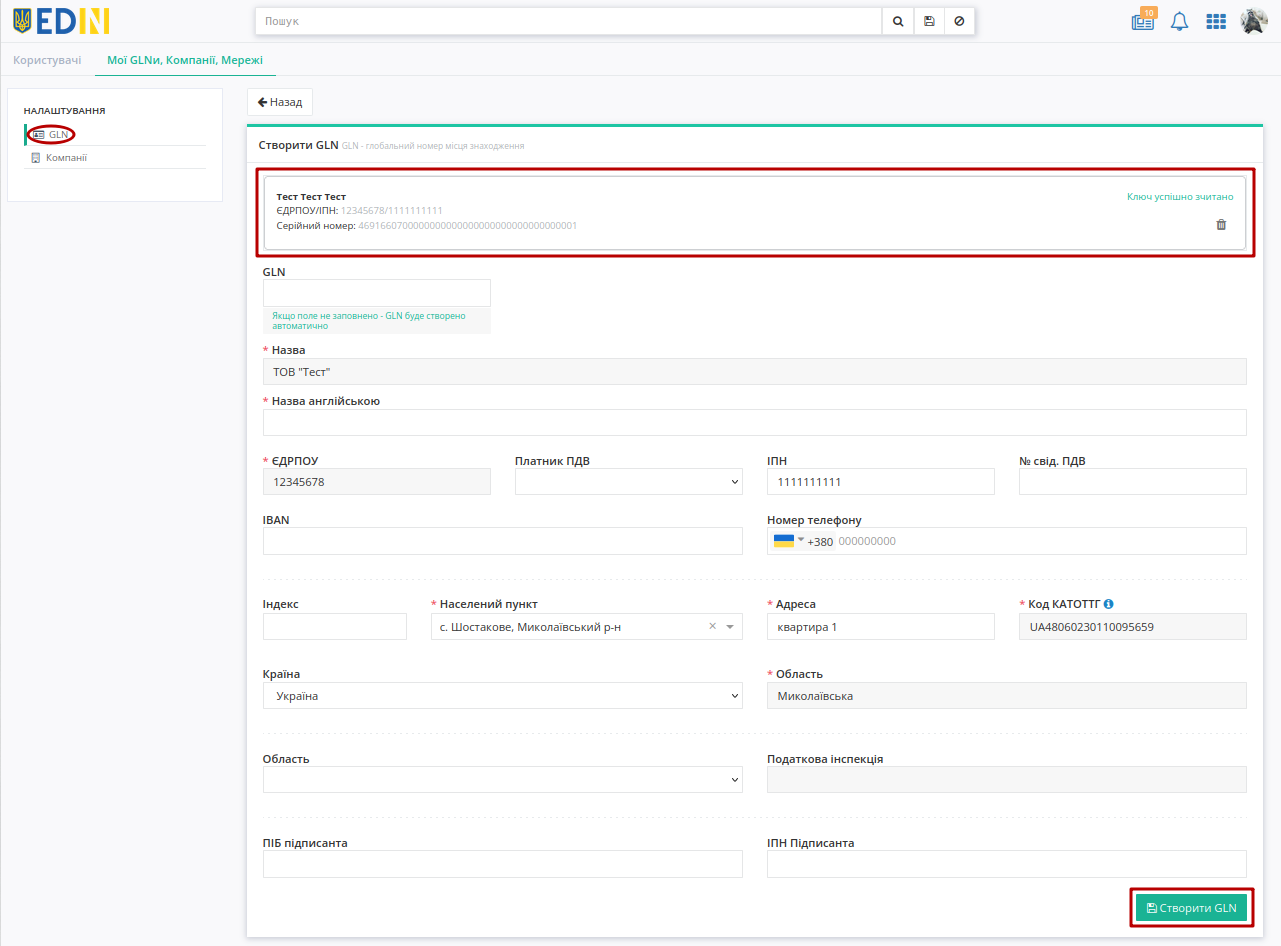 EDIN
Пошук
10
Користувачі
Мої GLNи, Компанії, Мережі
НАЛАШТУВАННЯ
GLN
Компанії
Назад
Створити GLN GLN - глобальний номер місця знаходження
Тест Тест Тест
Ключ успішно зчитано
ЄДРПОУ/ІПН: 12345678/1111111111
GLN
Якщо поле не заповнено - GLN буде створено
автоматично
* Назва
ТОВ "Тест"
* Назва англійською
* ЄДРПОУ
Платник ПДВ
ІПН
№ свід. ПДВ
12345678
1111111111
IBAN
Номер телефону
+380 000000000
Індекс
* Населений пункт
* Адреса
* Код КАТОТТГ
с. Шостакове, Миколаївський р-н
×
квартира 1
UA48060230110095659
Країна
* Область
Україна
Миколаївська
Область
Податкова інспекція
ПІБ підписанта
ІПН Підписанта
Створити GLN